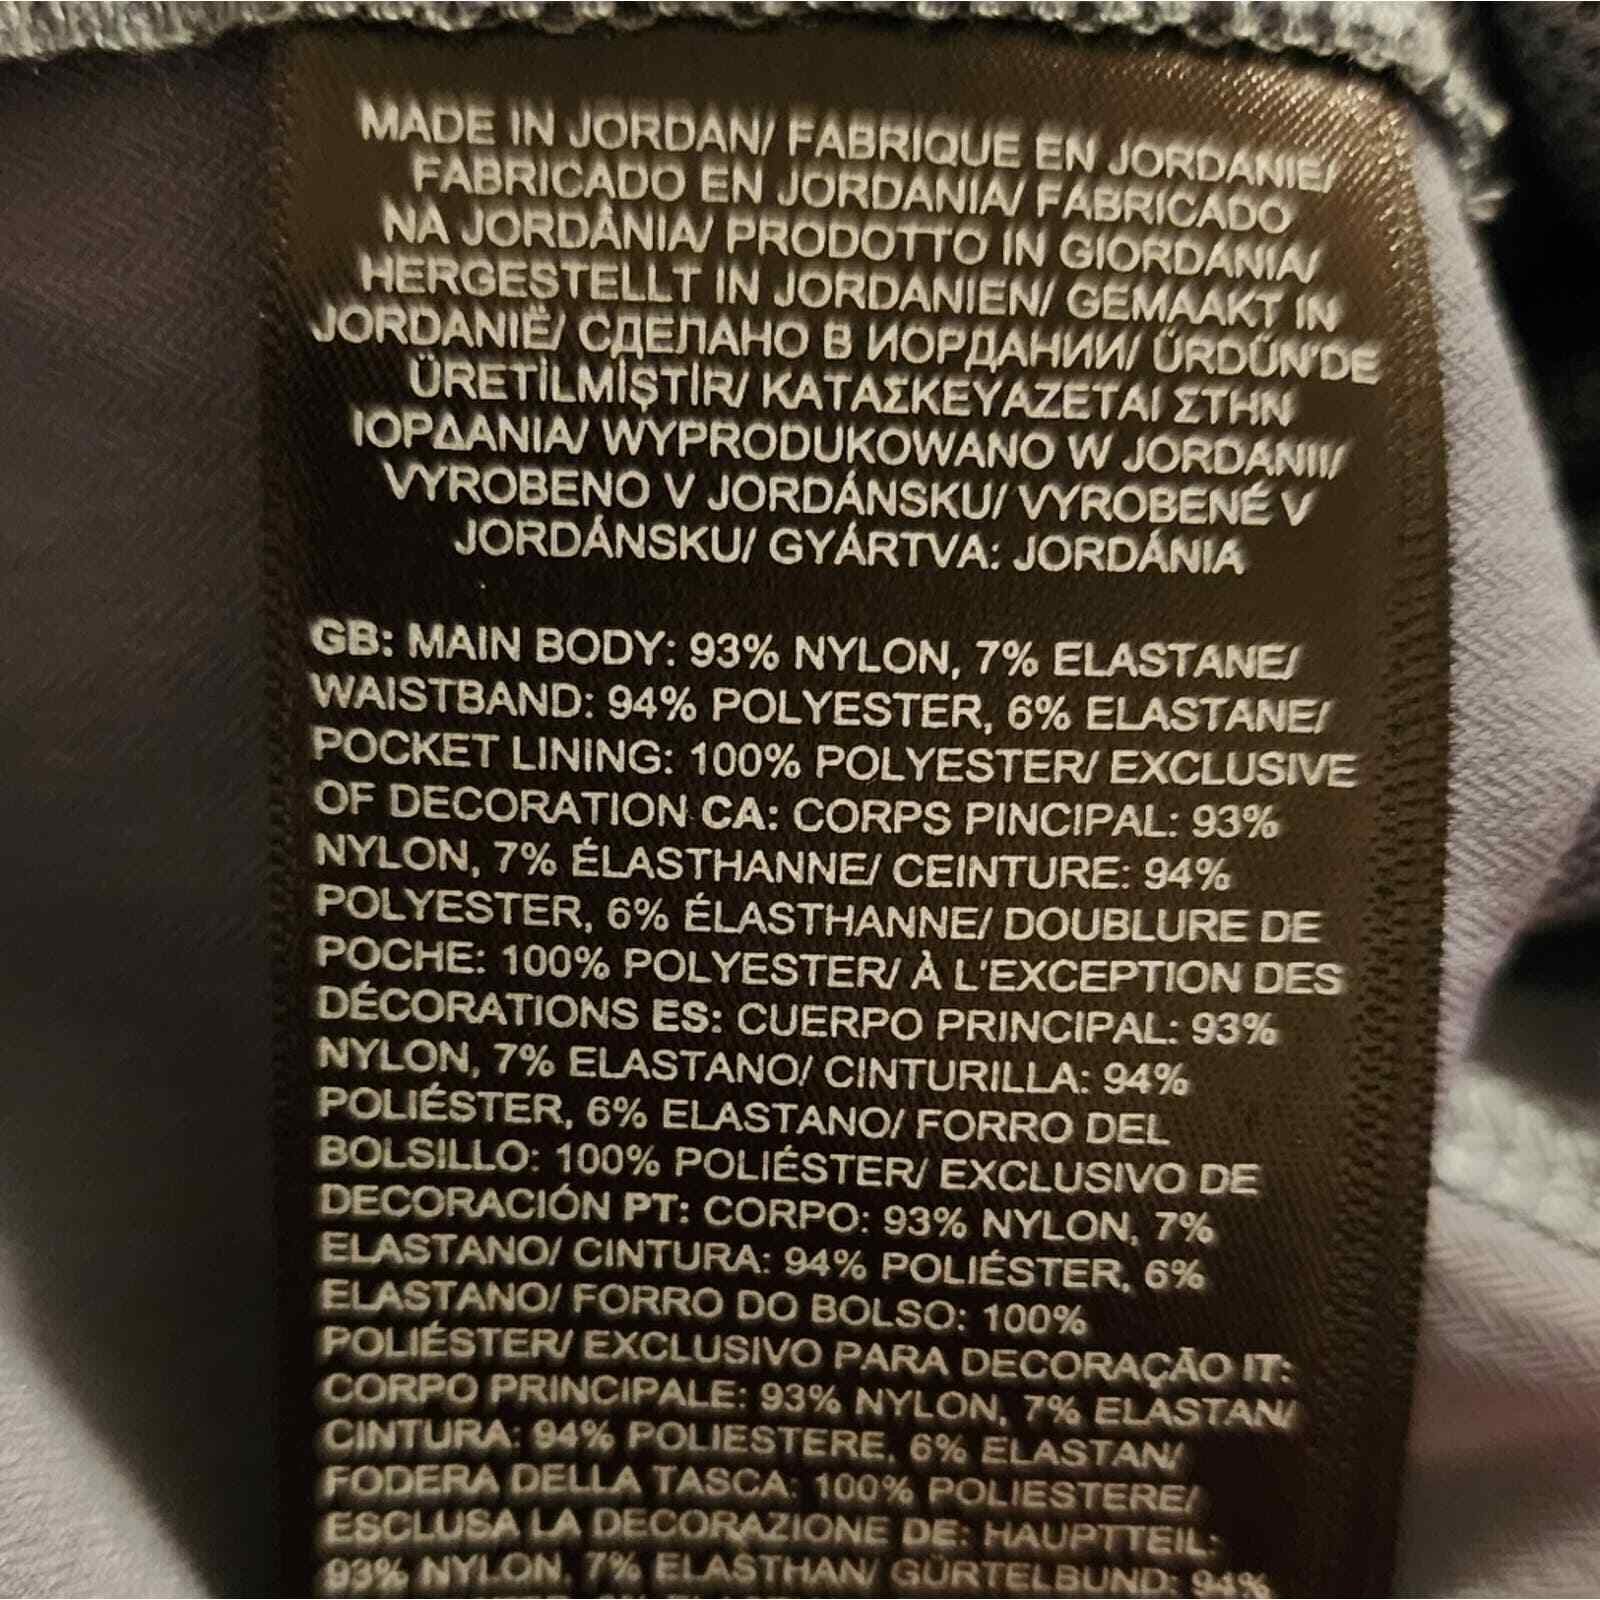 MADE IN JORDAN/ FABRIQUE EN JORDANIE/
FABRICADO EN JORDANIA/ FABRICADO
NA JORDÂNIA/ PRODOTTO IN GIORDANIA/
HERGESTELLT IN JORDANIEN/ GEMAAKT IN
JORDANIË/ СДЕЛАНО В ИОРДАНИИ/ ÜRDÜN'DE
ÜRETİLMİŞTİR/ ΚΑΤΑΣΚΕΥΑΖΕΤΑΙ ΣΤΗΝ
ΙΟΡΔΑΝΙΑ/ WYPRODUKOWANO W JORDANII/
VYROBENO V JORDÁNSKU/ VYROBENÉ V
JORDÁNSKU/ GYÁRTVA: JORDÁNIA
GB: MAIN BODY: 93% NYLON, 7% ELASTANE/
WAISTBAND: 94% POLYESTER, 6% ELASTANE/
POCKET LINING: 100% POLYESTER/ EXCLUSIVE
OF DECORATION CA: CORPS PINCIPAL: 93%
NYLON, 7% ÉLASTHANNE/ CEINTURE: 94%
POLYESTER, 6% ÉLASTHANNE/ DOUBLURE DE
POCHE: 100% POLYESTER/ À L'EXCEPTION DES
DÉCORATIONS ES: CUERPO PRINCIPAL: 93%
NYLON, 7% ELASTANO/ CINTURILLA: 94%
POLIÉSTER, 6% ELASTANO/ FORRO DEL
BOLSILLO: 100% POLIÉSTER/ EXCLUSIVO DE
DECORACIÓN PT: CORPO: 93% NYLON, 7%
ELASTANO/ CINTURA: 94% POLIÉSTER, 6%
ELASTANO/ FORRO DO BOLSO: 100%
POLIÉSTER/ EXCLUSIVO PARA DECORAÇÃO IT:
CORPO PRINCIPALE: 93% NYLON, 7% ELASTAN/
CINTURA: 94% POLIESTERE, 6% ELASTAN/
FODERA DELLA TASCA: 100% POLIESTERE/
ESCLUSA LA DECORAZIONE DE: HAUPTTEIL:
93% NYLON, 7% ELASTHAN/ GÜRTELBUND: 94%